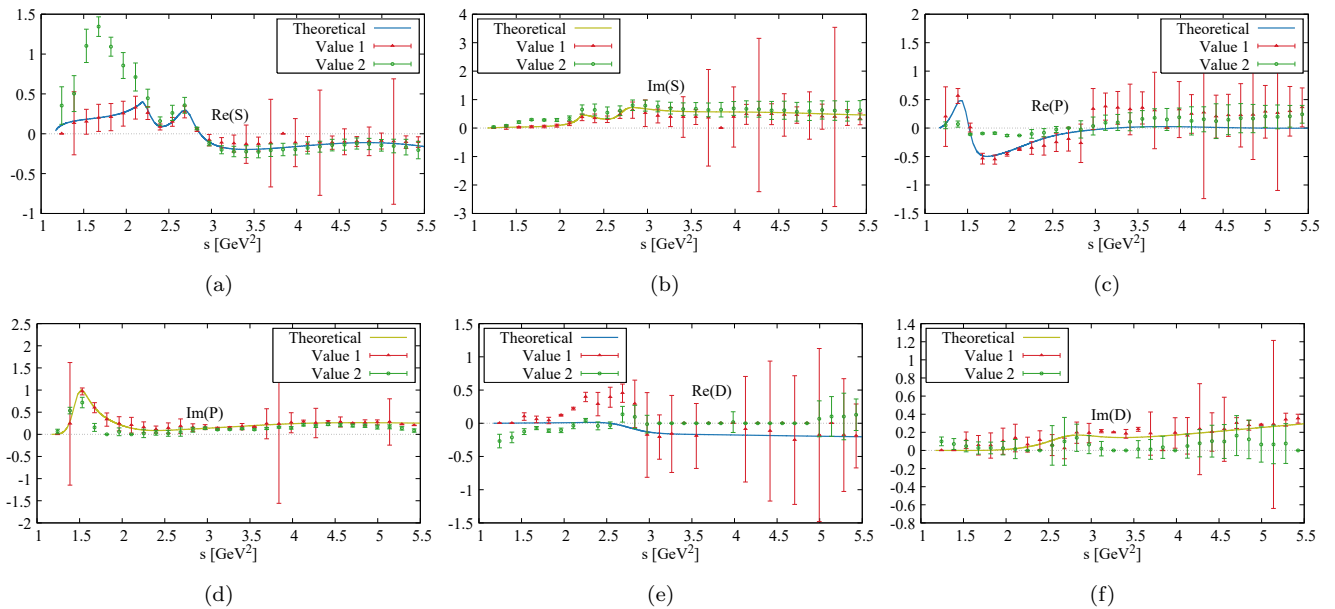 Theoretical
Value 1
Value 2
Re(S)
1.5
1
0.5
0
-0.5
-1
1 1.5 2 2.5 3 3.5 4 4.5 5 5.5
s [GeV²]
(a)
Theoretical
Value 1
Value 2
Im(S)
4
3
2
1
0
-1
-2
-3
1 1.5 2 2.5 3 3.5 4 4.5 5 5.5
s [GeV²]
(b)
Theoretical
Value 1
Value 2
Re(P)
2
1.5
1
0.5
0
-0.5
-1
-1.5
1 1.5 2 2.5 3 3.5 4 4.5 5 5.5
s [GeV²]
(c)
Theoretical
Value 1
Value 2
Im(P)
2.5
2
1.5
1
0.5
0
-0.5
-1
-1.5
-2
1 1.5 2 2.5 3 3.5 4 4.5 5 5.5
s [GeV²]
(d)
Theoretical
Value 1
Value 2
Re(D)
1.5
1
0.5
0
-0.5
-1
-1.5
1 1.5 2 2.5 3 3.5 4 4.5 5 5.5
s [GeV²]
(e)
Theoretical
Value 1
Value 2
Im(D)
1.4
1.2
1
0.8
0.6
0.4
0.2
0
-0.2
-0.4
-0.6
-0.8
1 1.5 2 2.5 3 3.5 4 4.5 5 5.5
s [GeV²]
(f)